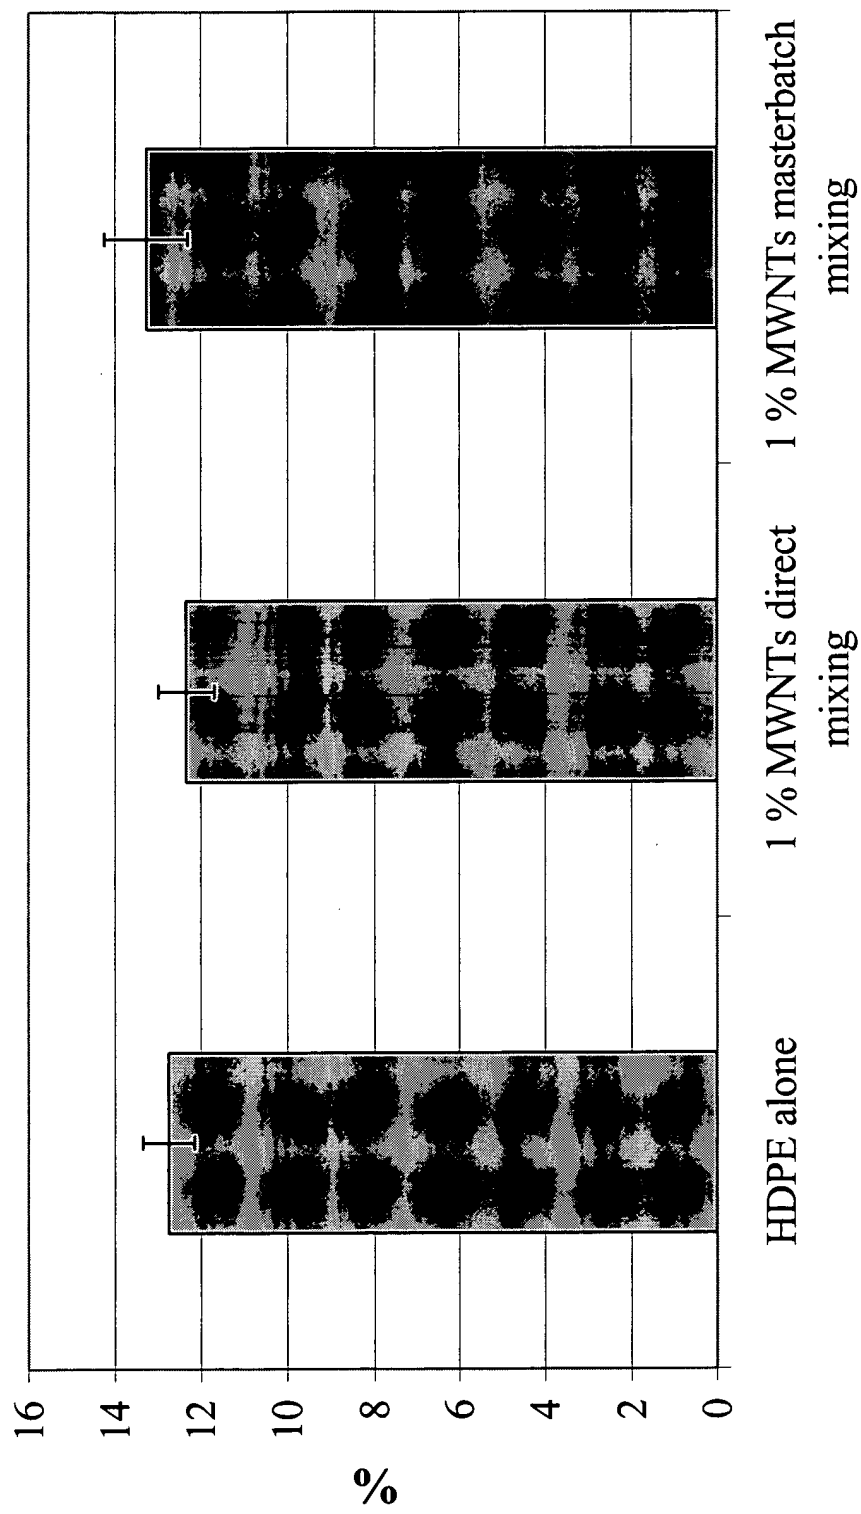 %
16
14
12
10
8
6
4
2
0
HDPE alone
1 % MWNTs direct
mixing
1 % MWNTs masterbatch
mixing